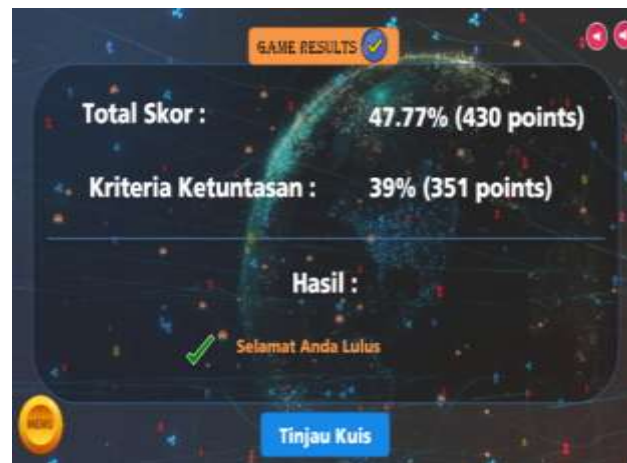 GAME RESULTS
Total Skor : 47.77% (430 points)
Kriteria Ketuntasan : 39% (351 points)
Hasil :
Selamat Anda Lulus
MENU
Tinjau Kuis